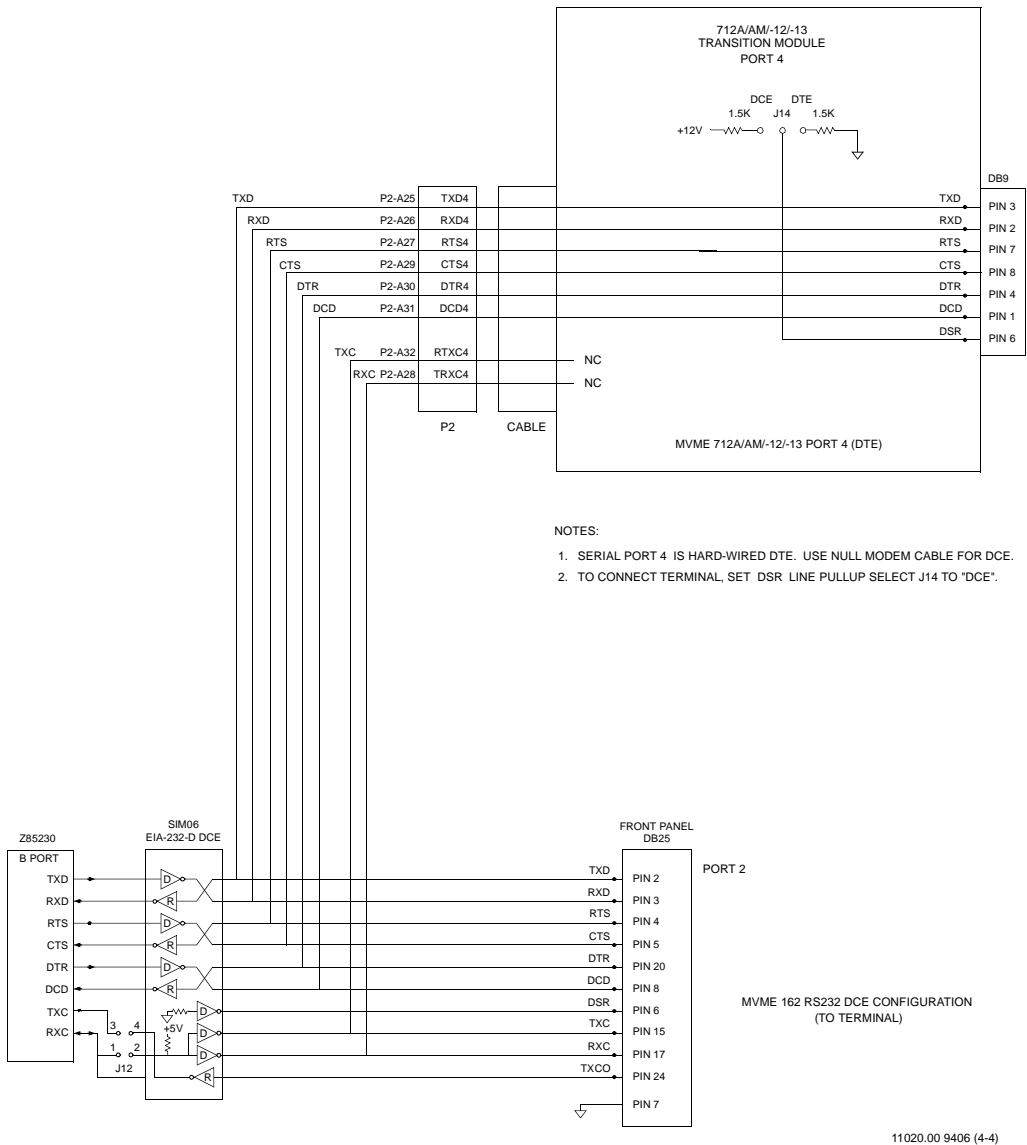 712A/AM/-12/-13
TRANSITION MODULE
PORT 4
DCE DTE
1.5K J14 1.5K
+12V
DB9
TXD P2-A25 TXD4 TXD PIN 3
RXD P2-A26 RXD4 RXD PIN 2
RTS P2-A27 RTS4 RTS PIN 7
CTS P2-A29 CTS4 CTS PIN 8
DTR P2-A30 DTR4 DTR PIN 4
DCD P2-A31 DCD4 DCD PIN 1
DSR PIN 6
TXC P2-A32 RTXC4 NC
RXC P2-A28 TRXC4 NC
P2 CABLE
MVME 712A/AM/-12/-13 PORT 4 (DTE)
NOTES:
1. SERIAL PORT 4 IS HARD-WIRED DTE. USE NULL MODEM CABLE FOR DCE.
2. TO CONNECT TERMINAL, SET DSR LINE PULLUP SELECT J14 TO "DCE".
Z85230
B PORT
TXD
RXD
RTS
CTS
DTR
DCD
TXC
RXC
SIM06
EIA-232-D DCE
D
R
D
R
D
R
D
+5V
D
D
R
3 4
1 2
J12
FRONT PANEL
DB25
PORT 2
TXD PIN 2
RXD PIN 3
RTS PIN 4
CTS PIN 5
DTR PIN 20
DCD PIN 8
DSR PIN 6
TXC PIN 15
RXC PIN 17
TXCO PIN 24
PIN 7
MVME 162 RS232 DCE CONFIGURATION
(TO TERMINAL)
11020.00 9406 (4-4)